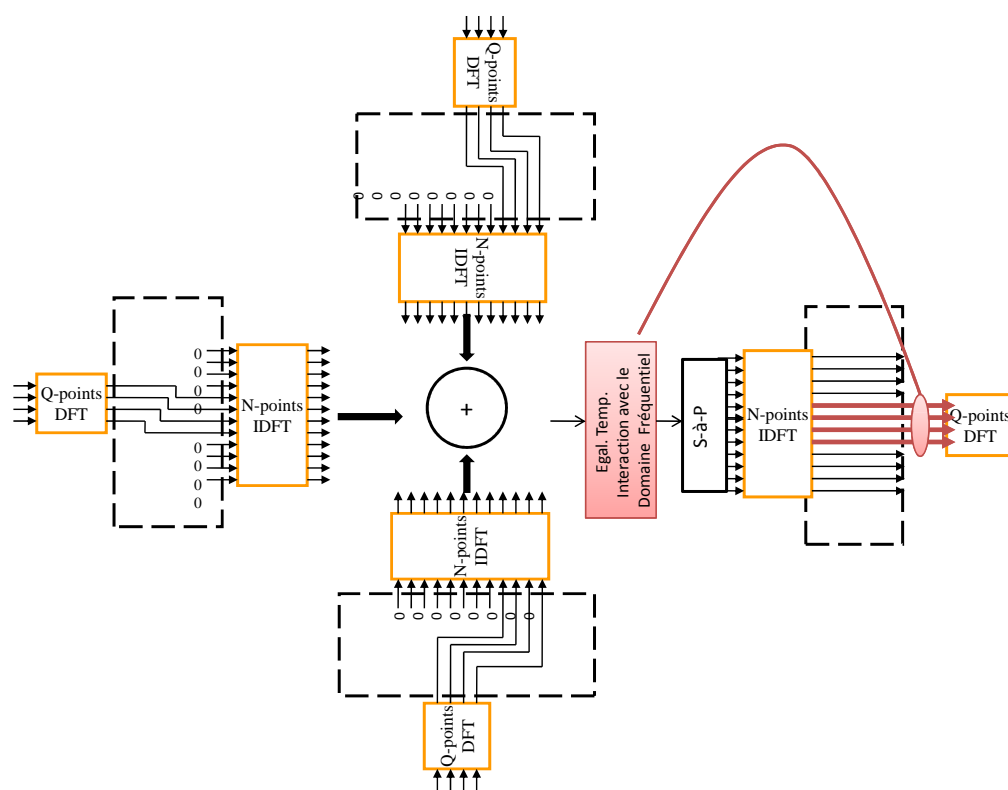 Q-points
DFT
0 0 0 0 0 0 0 0
N-points
IDFT
Q-points
DFT
0
0
0
0
0
0
0
0
N-points
IDFT
+
Egal. Temp.
Interaction avec le
Domaine Fréquentiel
S-à-P
N-points
IDFT
Q-points
DFT
N-points
IDFT
0 0 0 0 0 0 0 0
Q-points
DFT